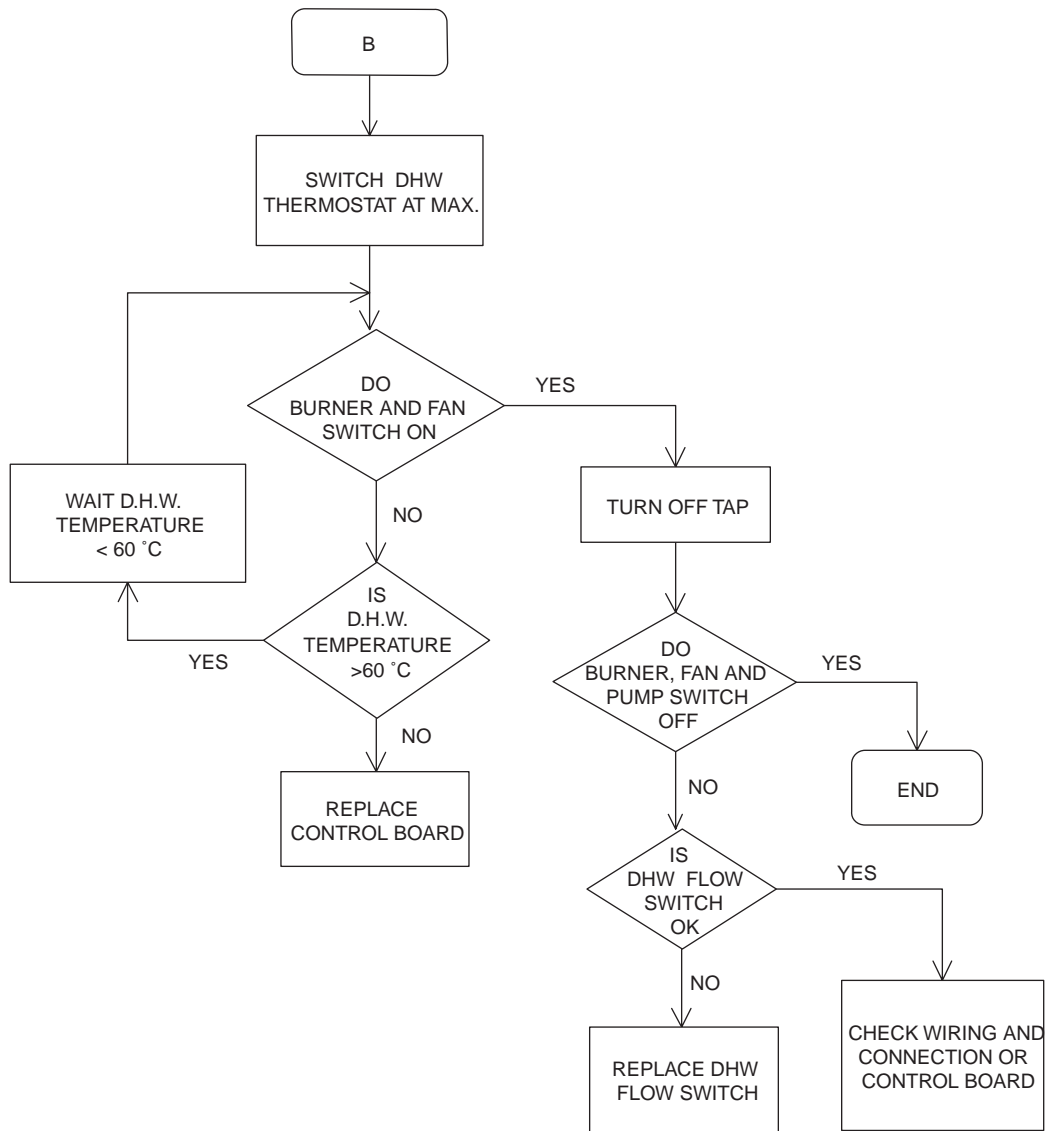 B
SWITCH DHW
THERMOSTAT AT MAX.
DO
BURNER AND FAN
SWITCH ON
YES
NO
WAIT D.H.W.
TEMPERATURE
< 60 ˚C
TURN OFF TAP
IS
D.H.W.
TEMPERATURE
>60 ˚C
YES
NO
REPLACE
CONTROL BOARD
DO
BURNER, FAN AND
PUMP SWITCH
OFF
YES
NO
END
IS
DHW FLOW
SWITCH
OK
YES
NO
REPLACE DHW
FLOW SWITCH
CHECK WIRING AND
CONNECTION OR
CONTROL BOARD